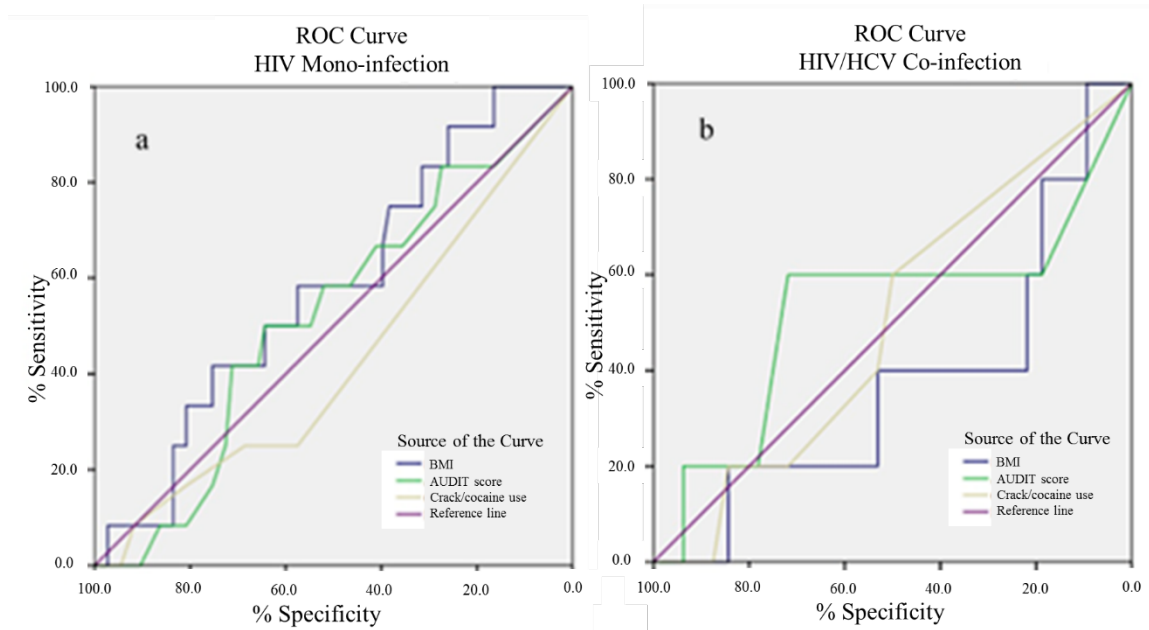 ROC Curve
HIV Mono-infection
a
100.0
80.0
60.0
40.0
20.0
0.0
% Sensitivity
100.0 80.0 60.0 40.0 20.0 0.0
% Specificity
Source of the Curve
BMI
AUDIT score
Crack/cocaine use
Reference line
ROC Curve
HIV/HCV Co-infection
b
100.0
80.0
60.0
40.0
20.0
0.0
% Sensitivity
100.0 80.0 60.0 40.0 20.0 0.0
% Specificity
Source of the Curve
BMI
AUDIT score
Crack/cocaine use
Reference line